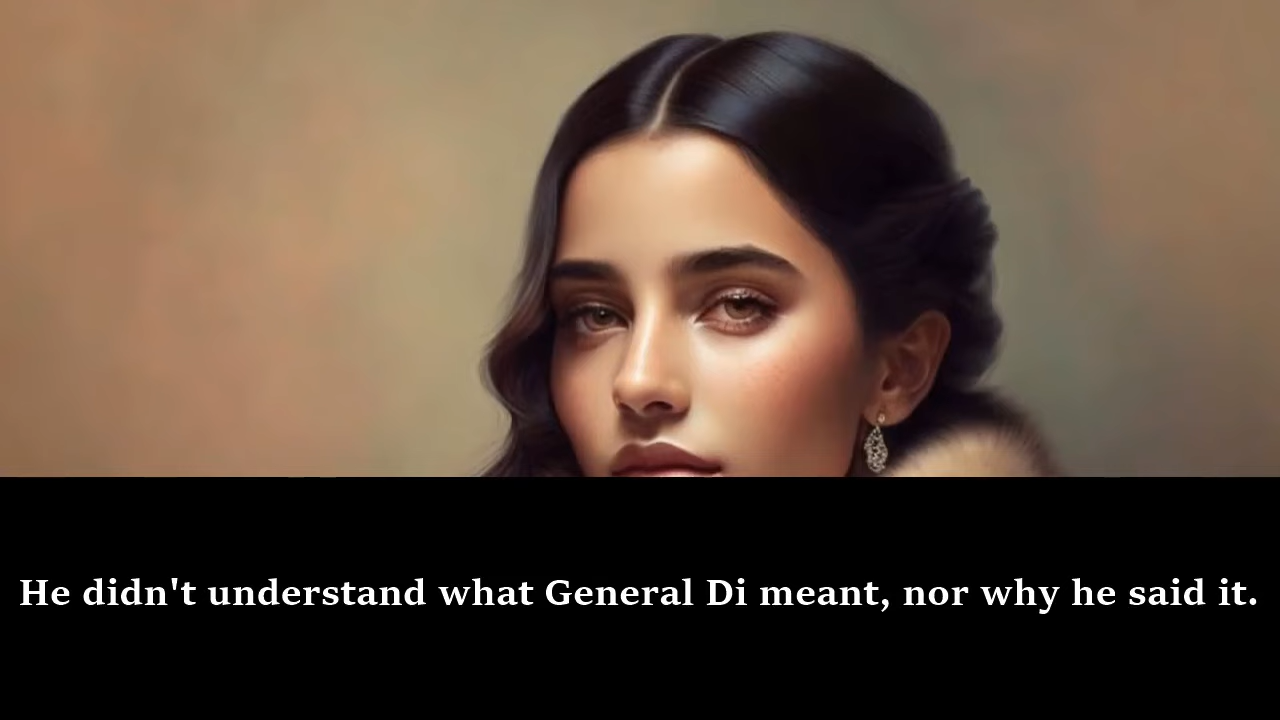 He didn't understand what General Di meant, nor why he said it.